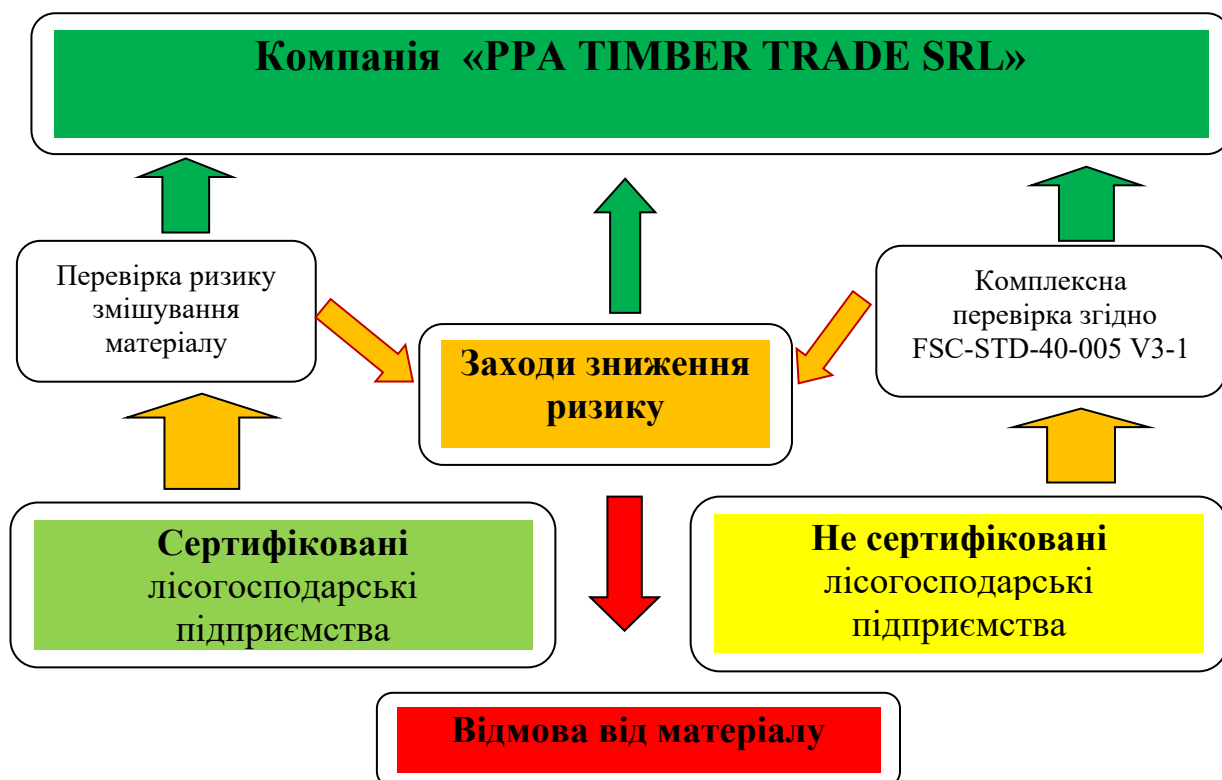 Компанія «PPA TIMBER TRADE SRL»
Перевірка ризику
змішування
матеріалу
Комплексна
перевірка згідно
FSC-STD-40-005 V3-1
Заходи зниження
ризику
Сертифіковані
лісогосподарські
підприємства
Не сертифіковані
лісогосподарські
підприємства
Відмова від матеріалу